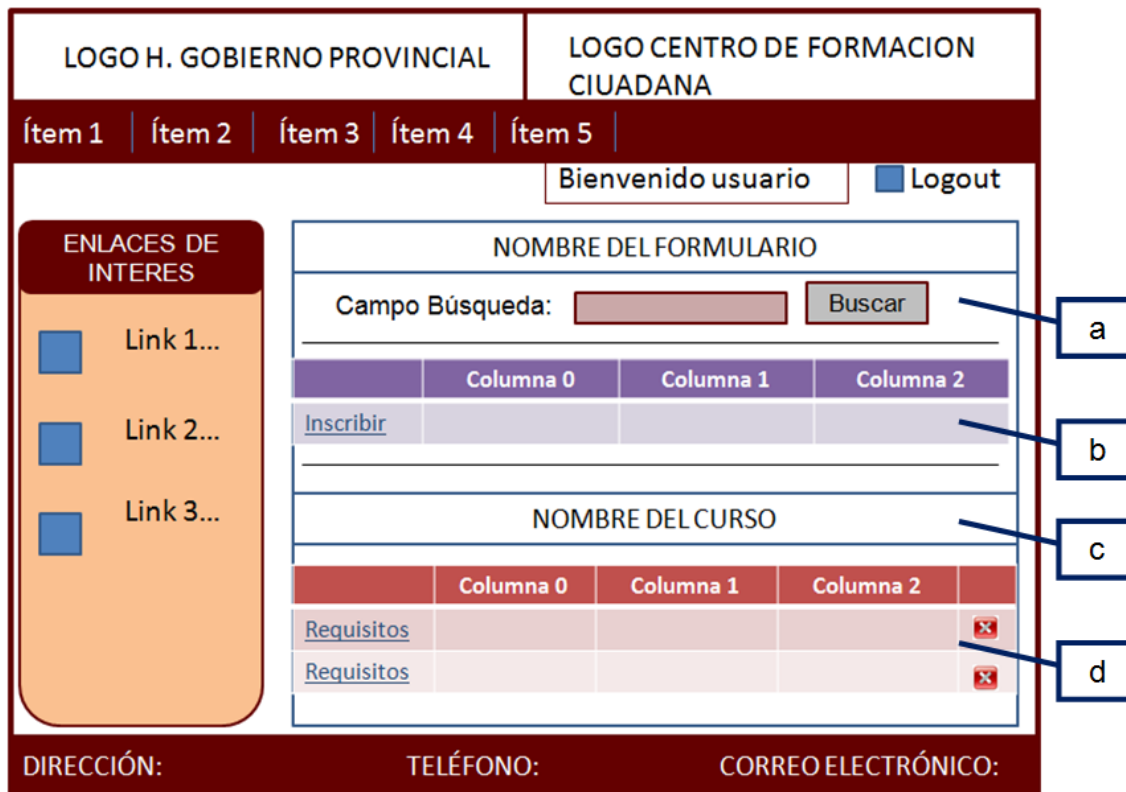 LOGO H. GOBIERNO PROVINCIAL
LOGO CENTRO DE FORMACION
CIUADANA
Ítem 1 Ítem 2 Ítem 3 Ítem 4 Ítem 5
Bienvenido usuario Logout
ENLACES DE
INTERES
Link 1...
Link 2...
Link 3...
NOMBRE DEL FORMULARIO
Campo Búsqueda: Buscar
a
Columna 0 Columna 1 Columna 2
Inscribir
b
NOMBRE DEL CURSO
c
Columna 0 Columna 1 Columna 2
Requisitos
Requisitos
d
DIRECCIÓN: TELÉFONO: CORREO ELECTRÓNICO: